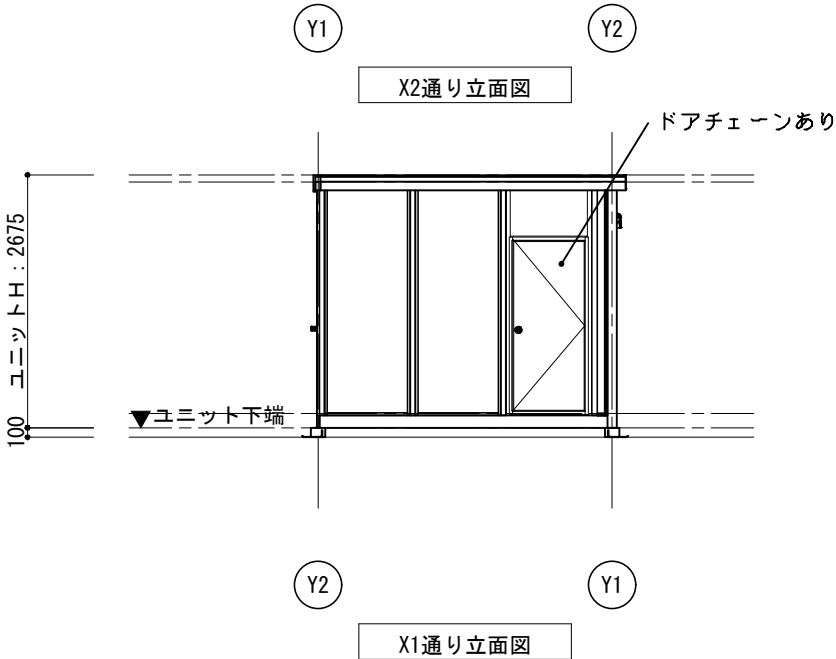 Y1
Y2
X2通り立面図
ドアチェーンあり
ユニットH : 2675
▼ユニット下端
100
Y2
Y1
X1通り立面図